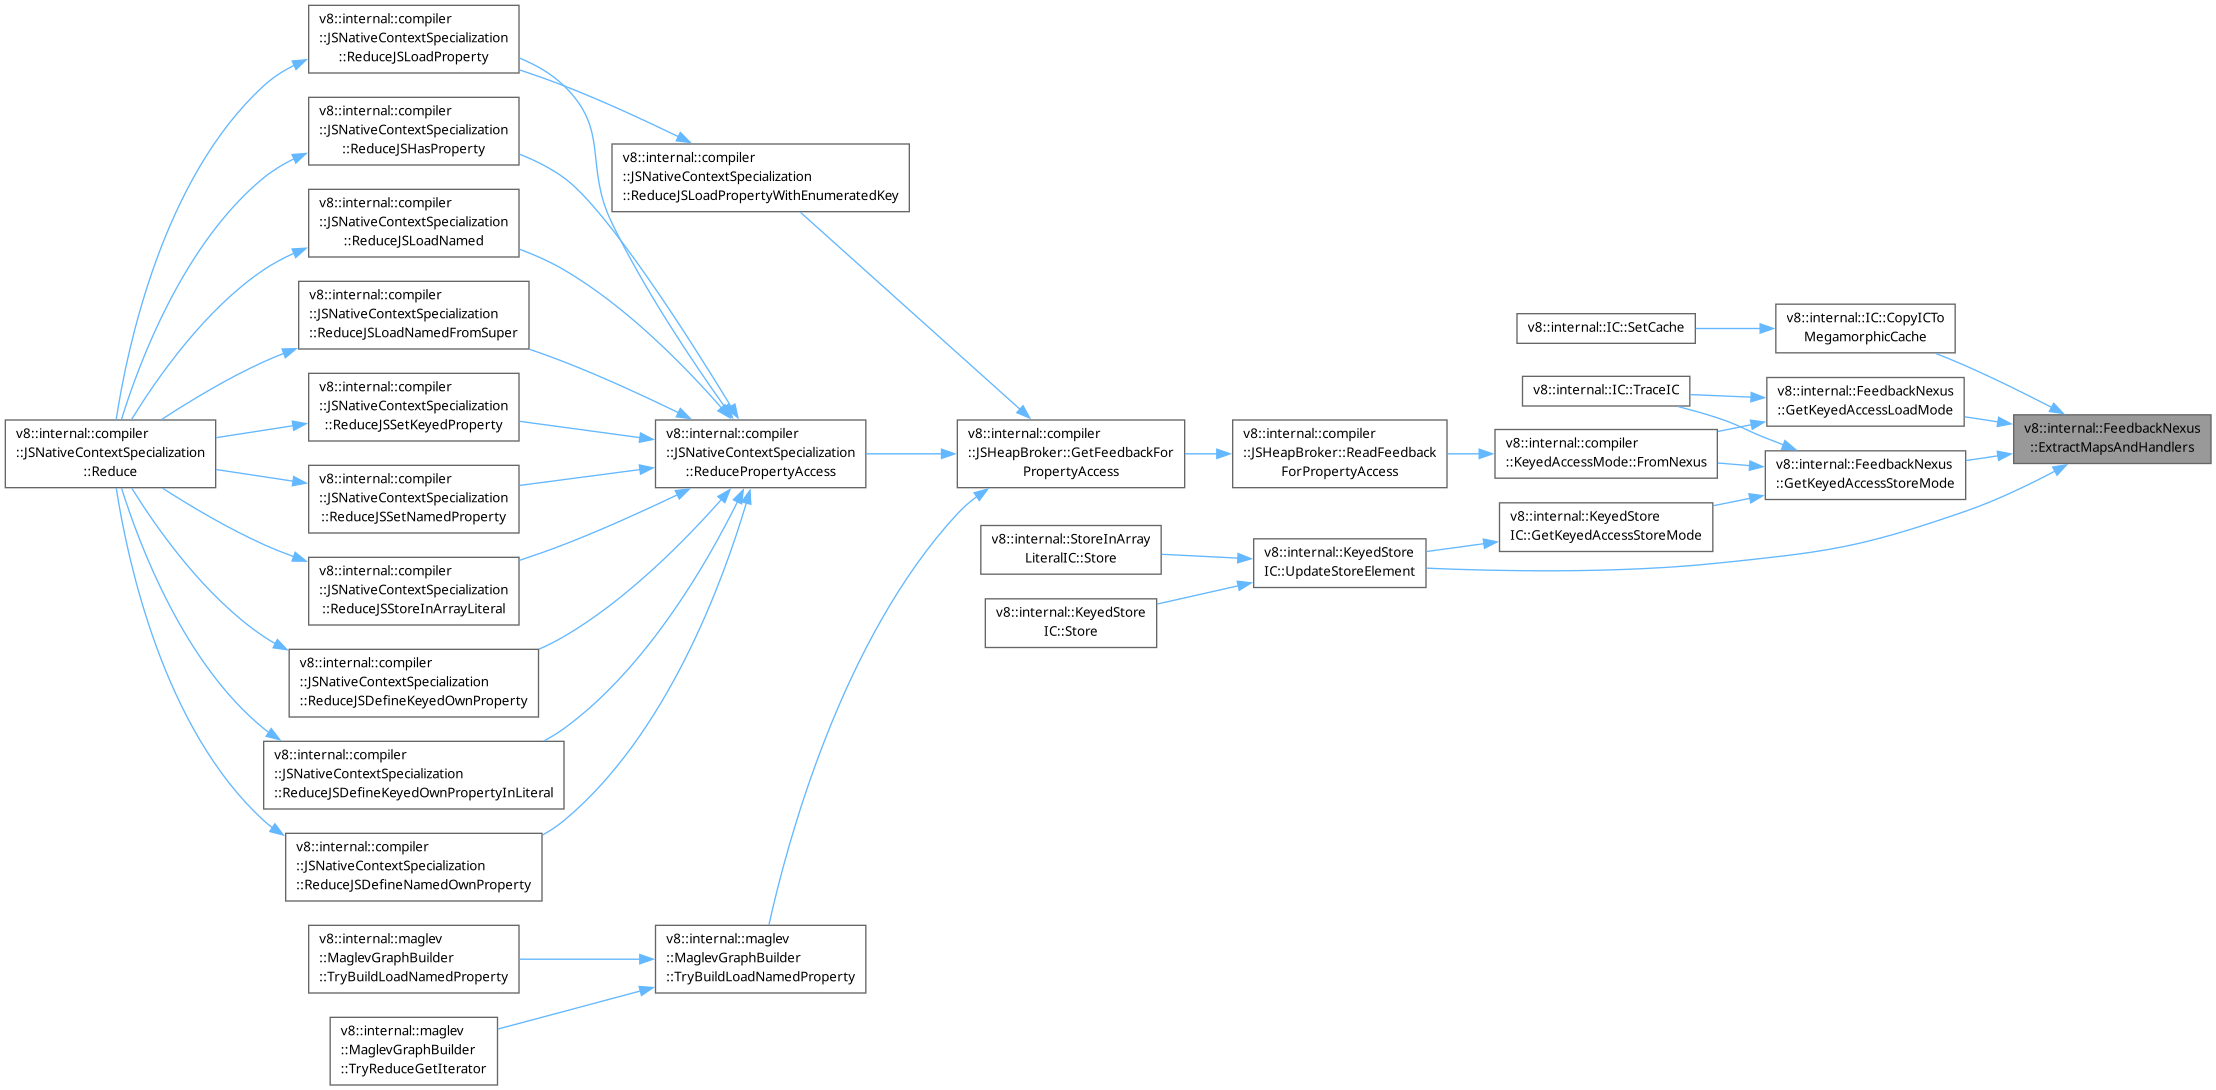 v8::internal::compiler
::JSNativeContextSpecialization
::ReduceJSLoadProperty
v8::internal::compiler
::JSNativeContextSpecialization
::ReduceJSHasProperty
v8::internal::compiler
::JSNativeContextSpecialization
::ReduceJSLoadNamed
v8::internal::compiler
::JSNativeContextSpecialization
::ReduceJSLoadNamedFromSuper
v8::internal::compiler
::JSNativeContextSpecialization
::ReduceJSSetKeyedProperty
v8::internal::compiler
::JSNativeContextSpecialization
::Reduce
v8::internal::compiler
::JSNativeContextSpecialization
::ReduceJSSetNamedProperty
v8::internal::compiler
::JSNativeContextSpecialization
::ReduceJSStoreInArrayLiteral
v8::internal::compiler
::JSNativeContextSpecialization
::ReduceJSDefineKeyedOwnProperty
v8::internal::compiler
::JSNativeContextSpecialization
::ReduceJSDefineKeyedOwnPropertyInLiteral
v8::internal::compiler
::JSNativeContextSpecialization
::ReduceJSDefineNamedOwnProperty
v8::internal::maglev
::MaglevGraphBuilder
::TryBuildLoadNamedProperty
v8::internal::maglev
::MaglevGraphBuilder
::TryReduceGetIterator
v8::internal::compiler
::JSNativeContextSpecialization
::ReduceJSLoadPropertyWithEnumeratedKey
v8::internal::compiler
::JSNativeContextSpecialization
::ReducePropertyAccess
v8::internal::maglev
::MaglevGraphBuilder
::TryBuildLoadNamedProperty
v8::internal::compiler
::JSHeapBroker::GetFeedbackFor
PropertyAccess
v8::internal::StoreInArray
LiteralIC::Store
v8::internal::KeyedStore
IC::Store
v8::internal::compiler
::JSHeapBroker::ReadFeedback
ForPropertyAccess
v8::internal::KeyedStore
IC::UpdateStoreElement
v8::internal::IC::SetCache
v8::internal::IC::TraceIC
v8::internal::compiler
::KeyedAccessMode::FromNexus
v8::internal::KeyedStore
IC::GetKeyedAccessStoreMode
v8::internal::IC::CopyICTo
MegamorphicCache
v8::internal::FeedbackNexus
::GetKeyedAccessLoadMode
v8::internal::FeedbackNexus
::GetKeyedAccessStoreMode
v8::internal::FeedbackNexus
::ExtractMapsAndHandlers